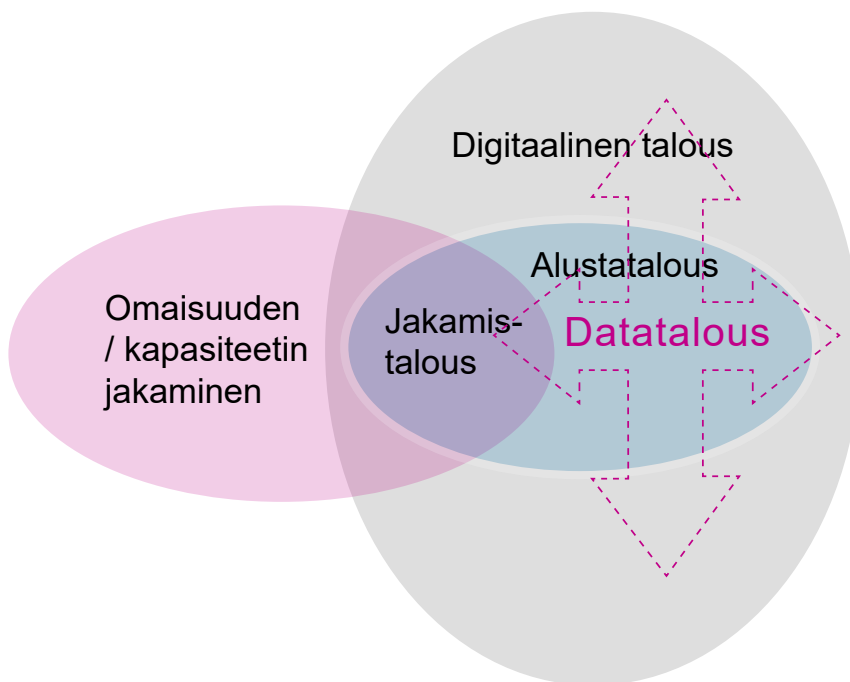 Digitaalinen talous
Alustatalous
Omaisuuden
/ kapasiteetin
jakaminen
Jakamis-
talous
Datatalous